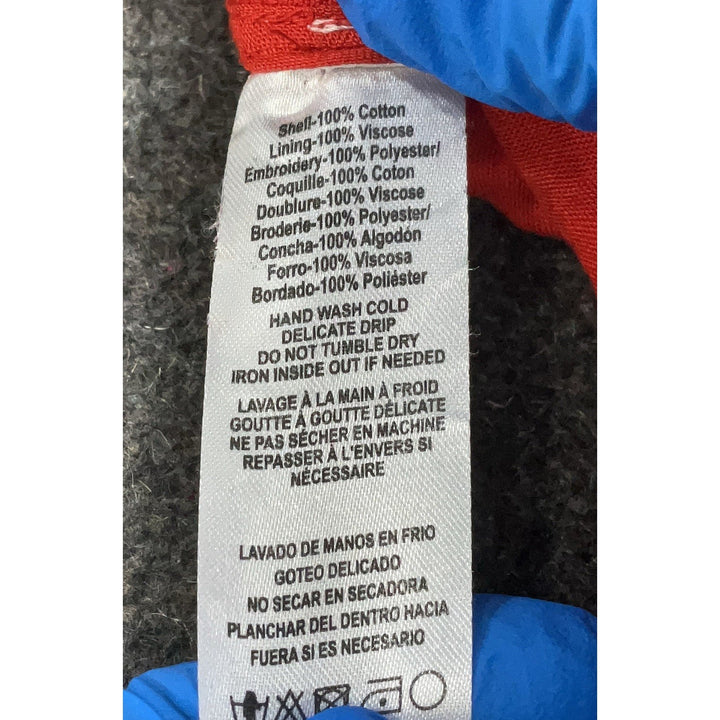 Shell-100% Cotton
Lining-100% Viscose
Embroidery-100% Polyester/
Coquille-100% Coton
Doublure-100% Viscose
Broderie-100% Polyester/
Concha-100% Algodón
Forro-100% Viscosa
Bordado-100% Poliéster
HAND WASH COLD
DELICATE DRIP
DO NOT TUMBLE DRY
IRON INSIDE OUT IF NEEDED
LAVAGE À LA MAIN À FROID
GOUTTE À GOUTTE DÉLICATE
NE PAS SÉCHER EN MACHINE
REPASSER À L'ENVERS SI
NÉCESSAIRE
LAVADO DE MANOS EN FRIO
GOTEO DELICADO
NO SECAR EN SECADORA
PLANCHAR DEL DENTRO HACIA
FUERA SI ES NECESARIO